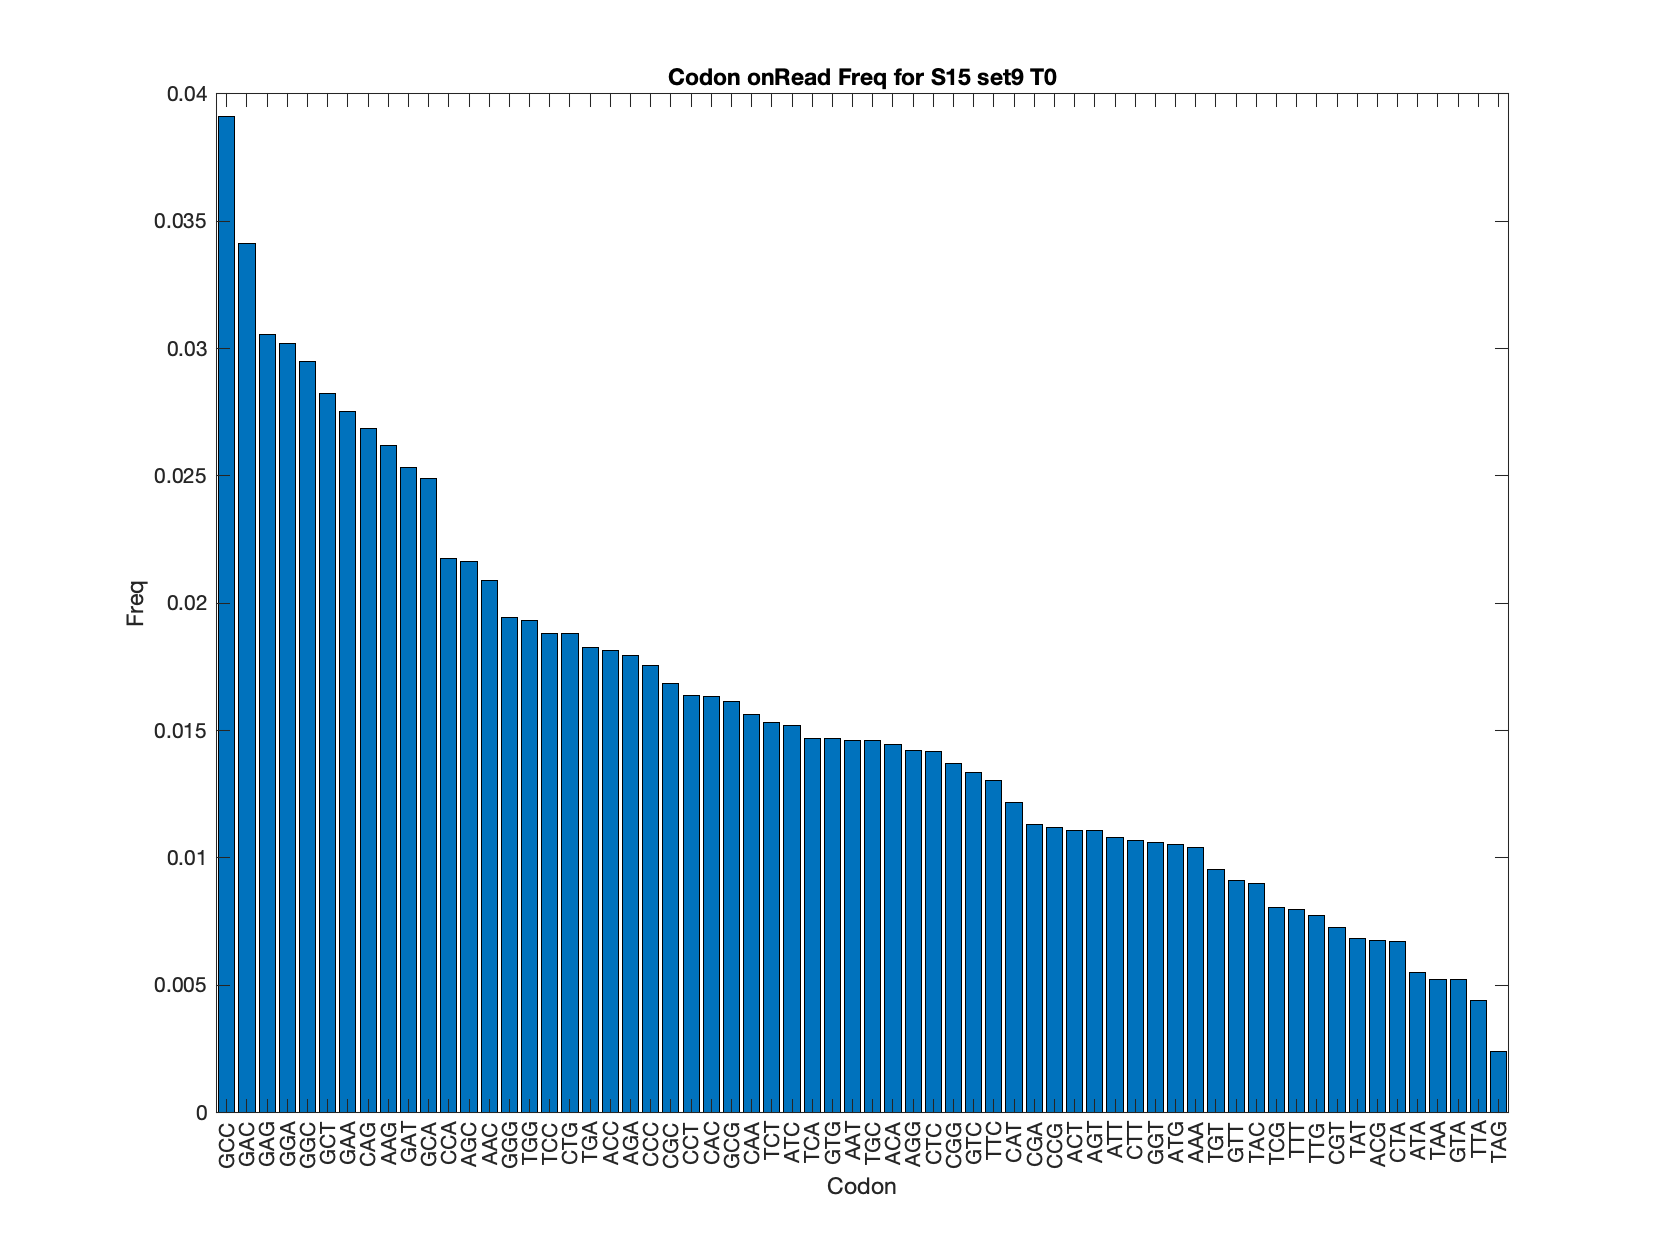 Codon onRead Freq for S15 set9 T0
0.04
0.035
0.03
0.025
0.02
0.015
0.01
0.005
0
Freq
GCC GAC GAG GGA GGC GCT GAA CAG AAG GAT GCA CCA AGC AAC GGG TGG TCC CTG TGA ACC AGA CCC CGC CCT CAC GCG CAA TCT ATC TCA GTG AAT TGC ACA AGG CTC CGG GTC TTC CAT CGA CCG ACT AGT ATT CTT GGT ATG AAA TGT GTT TAC TCG TTT TTG CGT TAT ACG CTA ATA TAA GTA TTA TAG
Codon